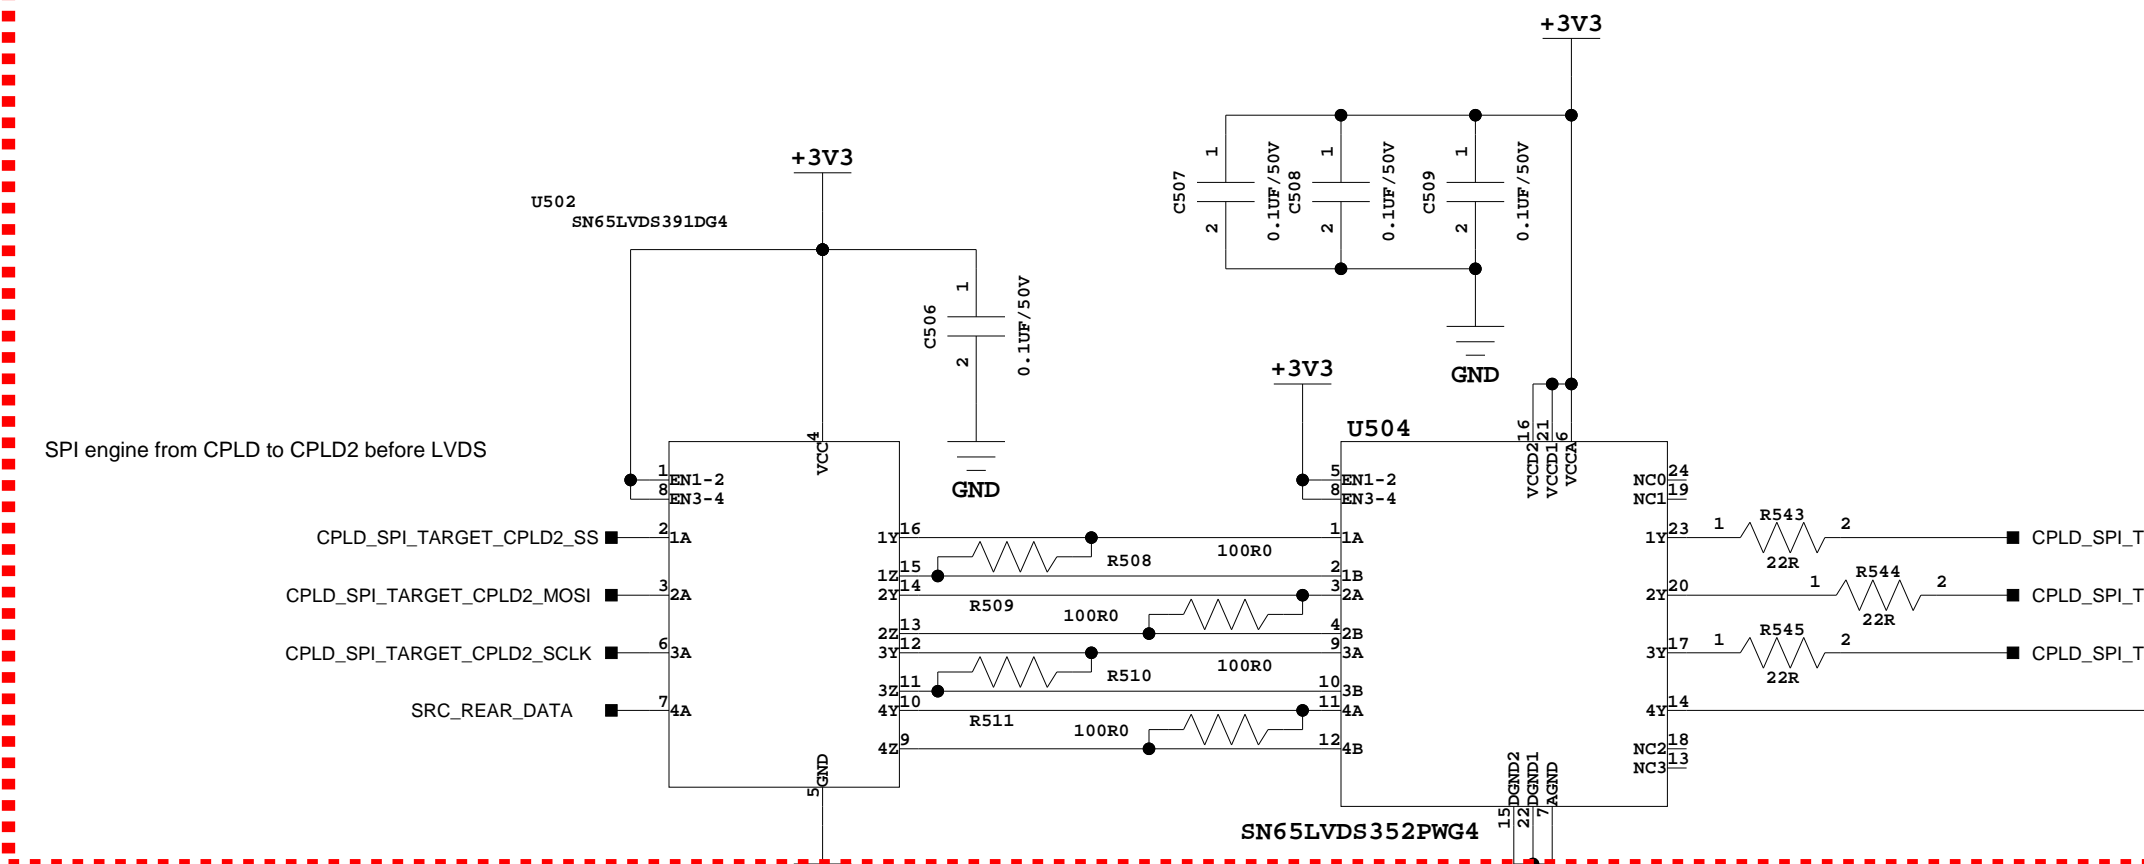 +3V3
+3V3
U502
SN65LVDS391DG4
C507
1
2
0.1UF/50V
C508
1
2
0.1UF/50V
C509
1
2
0.1UF/50V
GND
C506
1
2
0.1UF/50V
GND
+3V3
SPI engine from CPLD to CPLD2 before LVDS
VCC 4
1 EN1-2
8 EN3-4
CPLD_SPI_TARGET_CPLD2_SS 2 1A
CPLD_SPI_TARGET_CPLD2_MOSI 3 2A
CPLD_SPI_TARGET_CPLD2_SCLK 6 3A
SRC_REAR_DATA 7 4A
5 GND
1Y 16
1Z 15
2Y 14
2Z 13
3Y 12
3Z 11
4Y 10
4Z 9
R508 100R0
R509 100R0
R510 100R0
R511 100R0
U504
VCCD2 16
VCCD1 21
VCCA 6
5 EN1-2
8 EN3-4
1 1A
2 1B
3 2A
4 2B
9 3A
10 3B
11 4A
12 4B
NC0 24
NC1 19
1Y 23
2Y 20
3Y 17
4Y 14
NC2 18
NC3 13
15 DGND2
22 DGND1
7 AGND
SN65LVDS352PWG4
1 R543 2
22R
CPLD_SPI_T
1 R544 2
22R
CPLD_SPI_T
1 R545 2
22R
CPLD_SPI_T